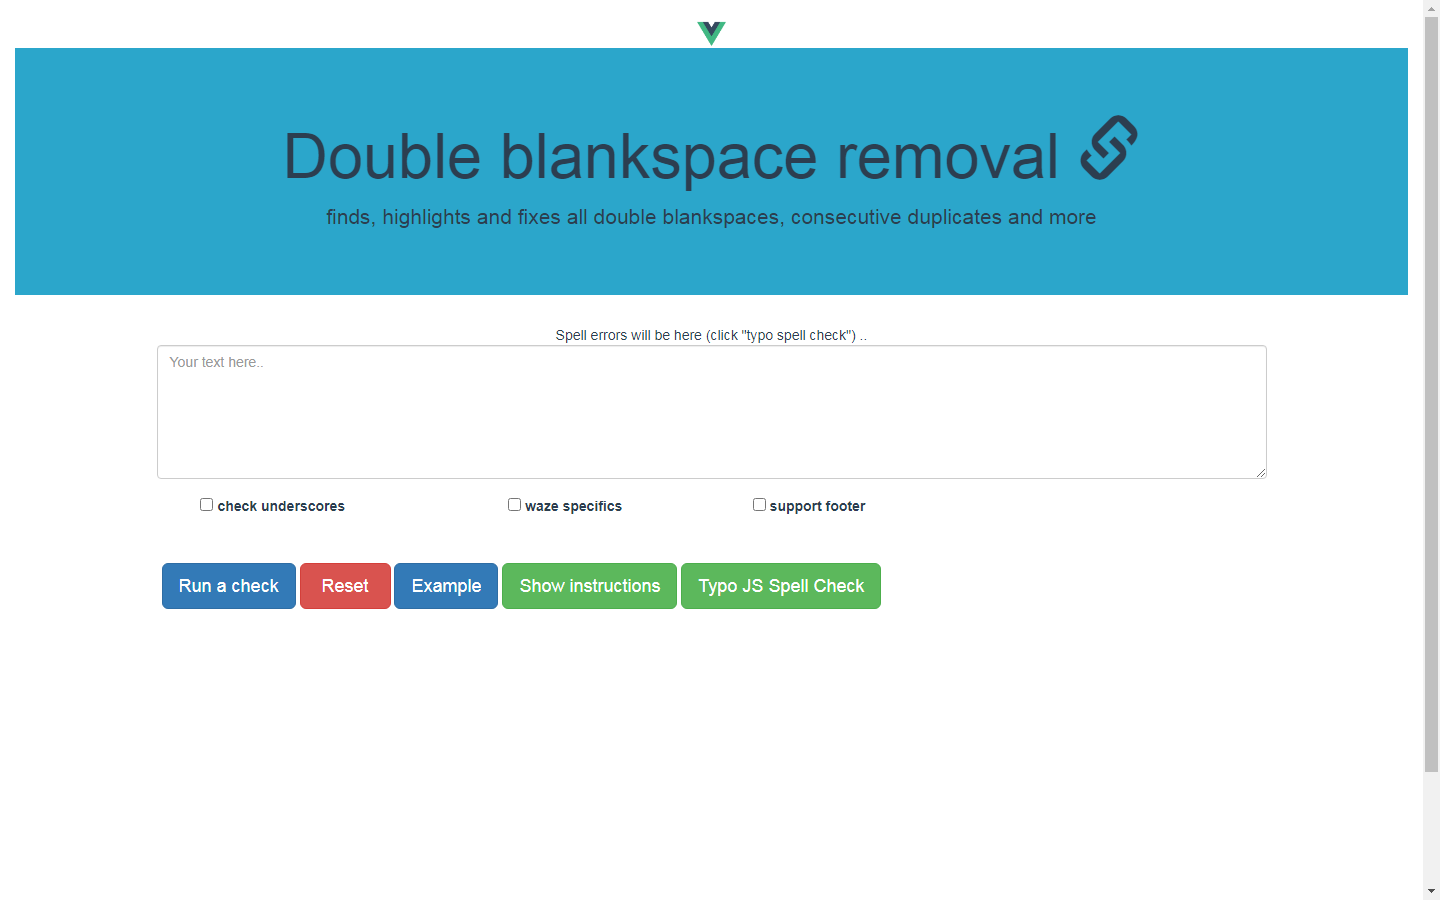 Double blankspace removal
finds, highlights and fixes all double blankspaces, consecutive duplicates and more
Spell errors will be here (click "typo spell check") ..
Your text here..
check underscores waze specifics support footer
Run a check Reset Example Show instructions Typo JS Spell Check